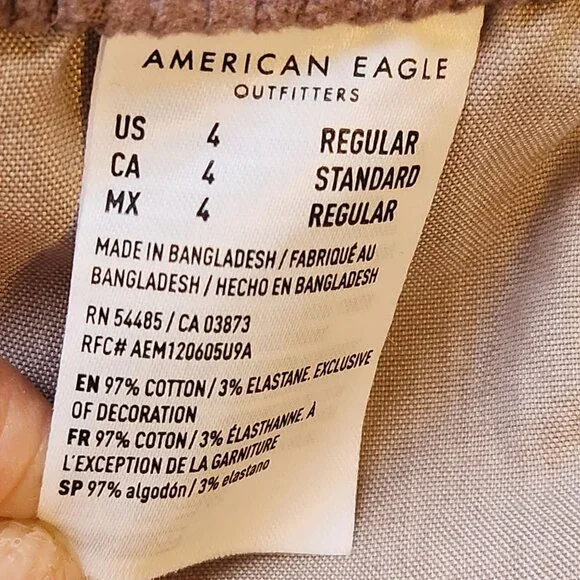 AMERICAN EAGLE
OUTFITTERS
US 4 REGULAR
CA 4 STANDARD
MX 4 REGULAR
MADE IN BANGLADESH / FABRIQUÉ AU
BANGLADESH / HECHO EN BANGLADESH
RN 54485 / CA 03873
RFC# AEM120605U9A
EN 97% COTTON / 3% ELASTANE. EXCLUSIVE
OF DECORATION
FR 97% COTON / 3% ÉLASTHANNE. À
L'EXCEPTION DE LA GARNITURE
SP 97% algodón / 3% elastano